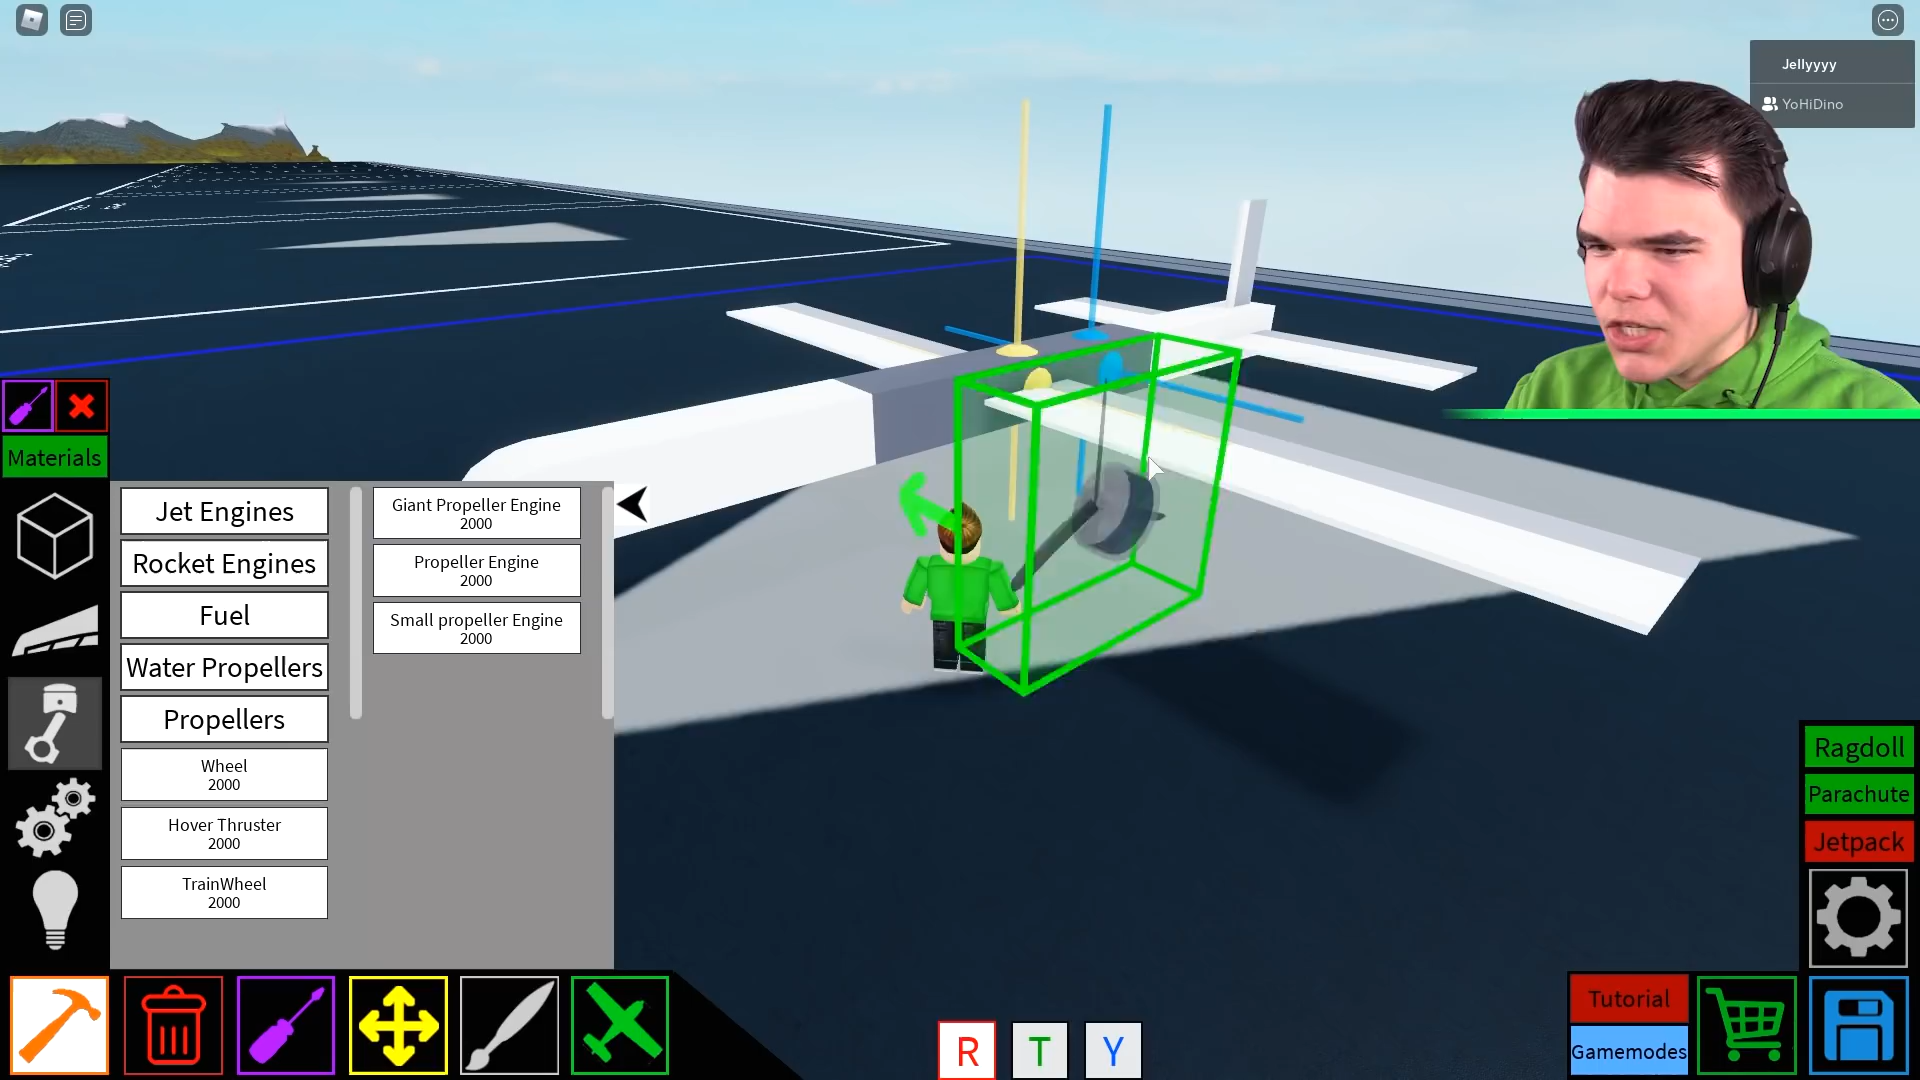 Jellyyyy
YoHiDino
Materials
Jet Engines
Rocket Engines
Fuel
Water Propellers
Propellers
Wheel
2000
Hover Thruster
2000
TrainWheel
2000
Giant Propeller Engine
2000
Propeller Engine
2000
Small propeller Engine
2000
Ragdoll
Parachute
Jetpack
Tutorial
Gamemodes
R T Y